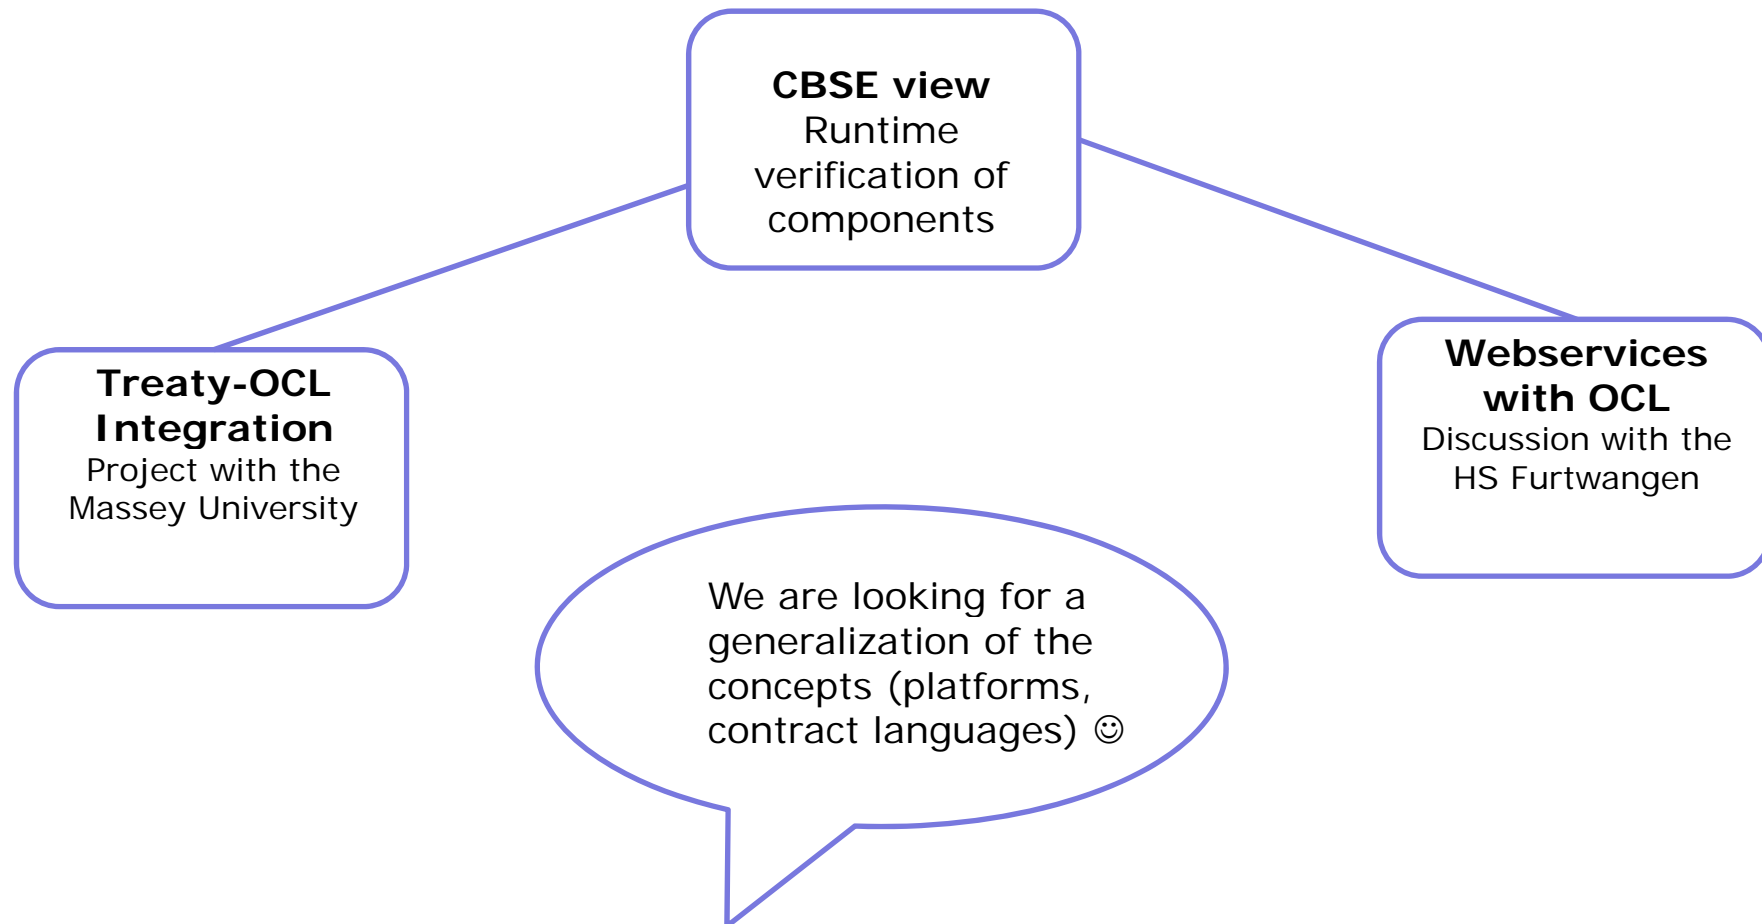 CBSE view
Runtime
verification of
components
Treaty-OCL
Integration
Project with the
Massey University
Webservices
with OCL
Discussion with the
HS Furtwangen
We are looking for a
generalization of the
concepts (platforms,
contract languages) ☺